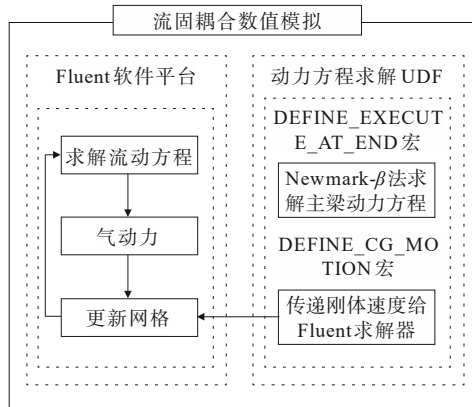 流固耦合数值模拟
Fluent软件平台
求解流动方程
气动力
更新网格
动力方程求解UDF
DEFINE_EXECUT
E_AT_END宏
Newmark-β法求
解主梁动力方程
DEFINE_CG_MO
TION宏
传递刚体速度给
Fluent求解器